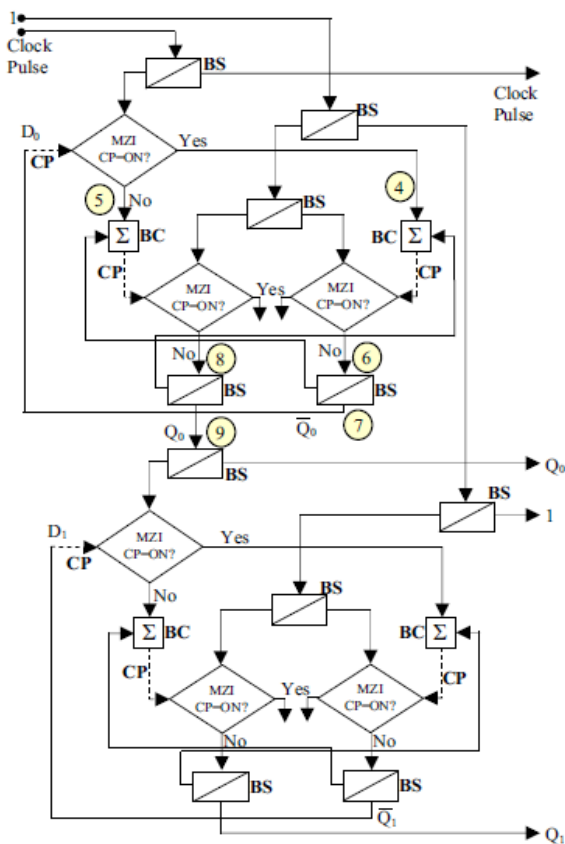 1
Clock
Pulse
BS
Clock
Pulse
BS
D₀
CP
MZI
CP=ON?
Yes
5
No
4
BS
Σ
BC
BC
Σ
CP
CP
MZI
CP=ON?
Yes
MZI
CP=ON?
No
8
No
6
BS
BS
Q₀
9
Q̅₀
7
BS
Q₀
BS
1
D₁
CP
MZI
CP=ON?
Yes
No
BS
Σ
BC
BC
Σ
CP
CP
MZI
CP=ON?
Yes
MZI
CP=ON?
No
No
BS
BS
Q̅₁
Q₁